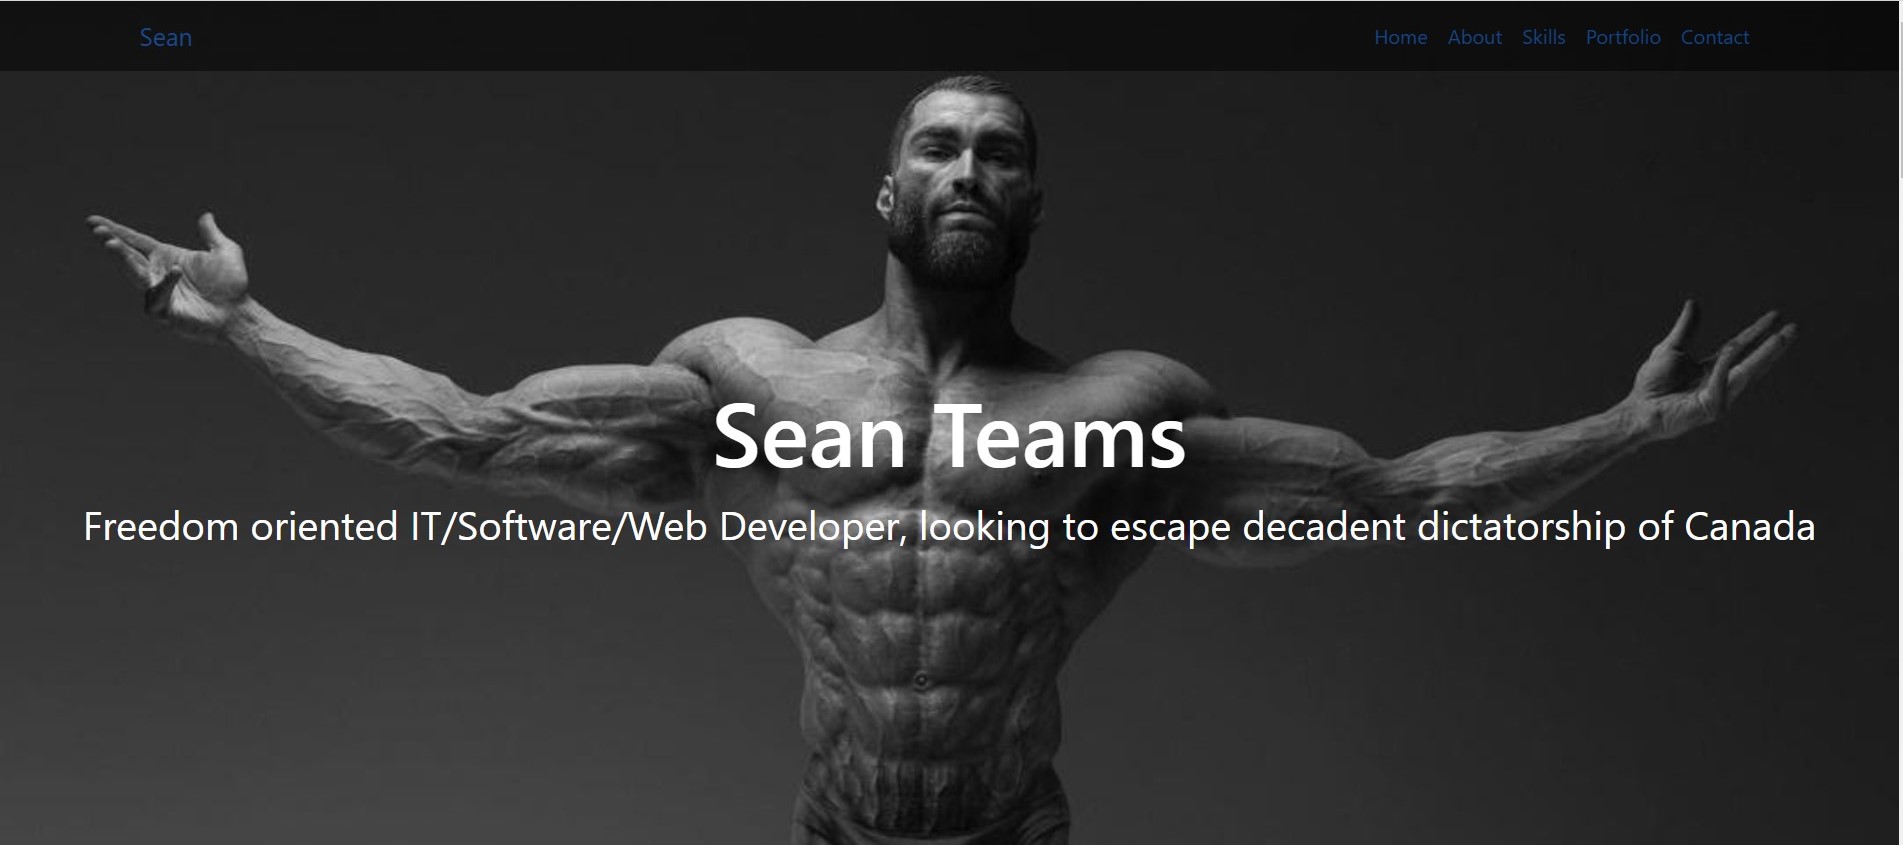 Sean
Home About Skills Portfolio Contact
Sean Teams
Freedom oriented IT/Software/Web Developer, looking to escape decadent dictatorship of Canada